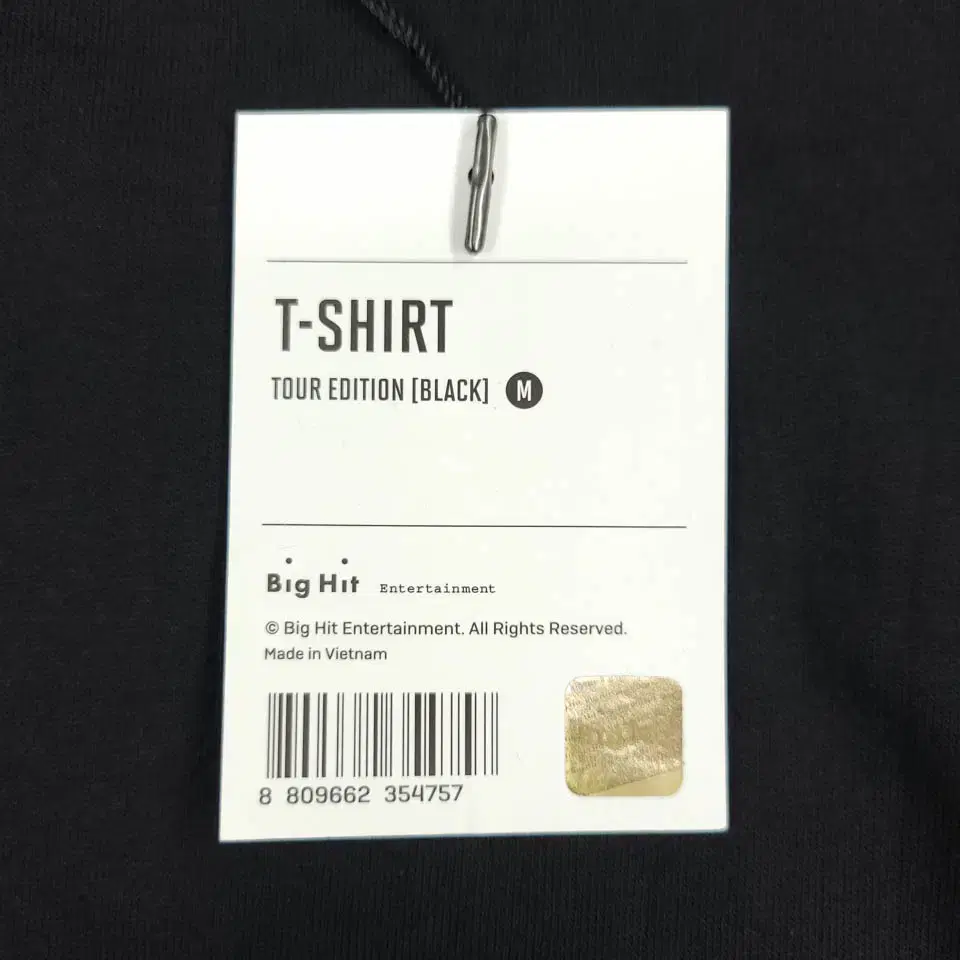 T-SHIRT
TOUR EDITION [BLACK] M
Big Hit Entertainment
© Big Hit Entertainment. All Rights Reserved.
Made in Vietnam
8 809662 354757